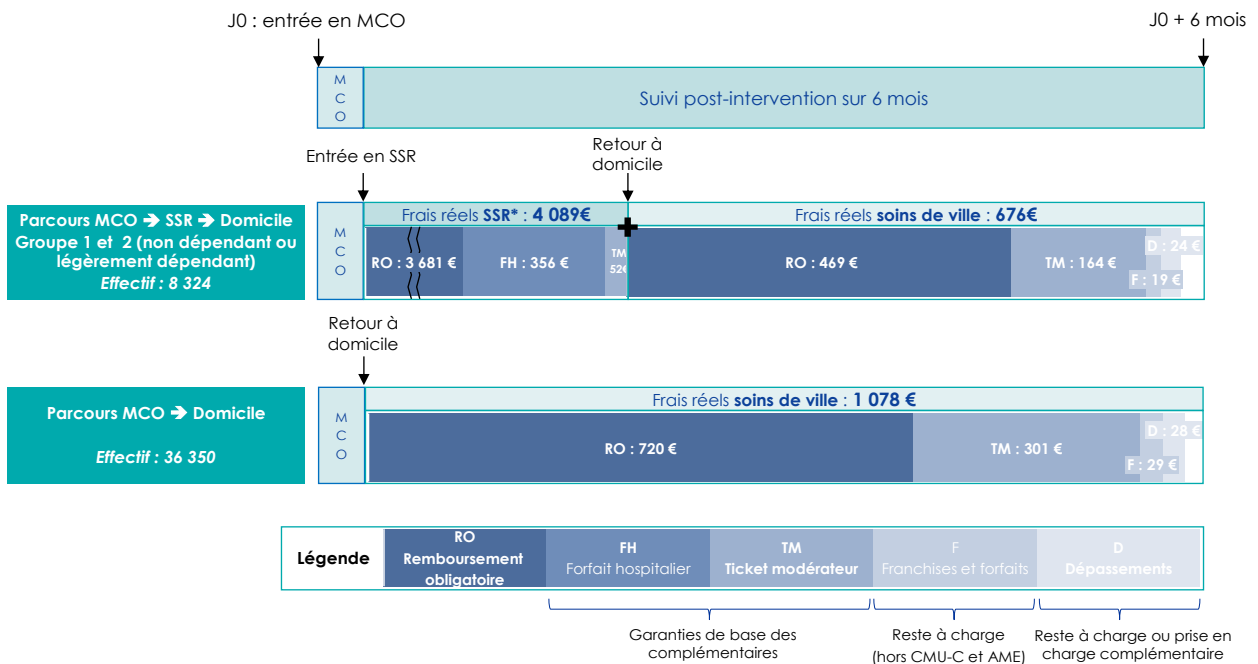 J0 : entrée en MCO
J0 + 6 mois
M
C
O
Suivi post-intervention sur 6 mois
Entrée en SSR
Retour à
domicile
Parcours MCO ➔ SSR ➔ Domicile
Groupe 1 et 2 (non dépendant ou
légèrement dépendant)
Effectif : 8 324
M
C
O
Frais réels SSR* : 4 089€
Frais réels soins de ville : 676€
RO : 3 681 €
FH : 356 €
TM
52€
RO : 469 €
TM : 164 €
D : 24 €
F : 19 €
Retour à
domicile
Parcours MCO ➔ Domicile
Effectif : 36 350
M
C
O
Frais réels soins de ville : 1 078 €
RO : 720 €
TM : 301 €
D : 28 €
F : 29 €
Légende
RO
Remboursement
obligatoire
FH
Forfait hospitalier
TM
Ticket modérateur
F
Franchises et forfaits
D
Dépassements
Garanties de base des
complémentaires
Reste à charge
(hors CMU-C et AME)
Reste à charge ou prise en
charge complémentaire